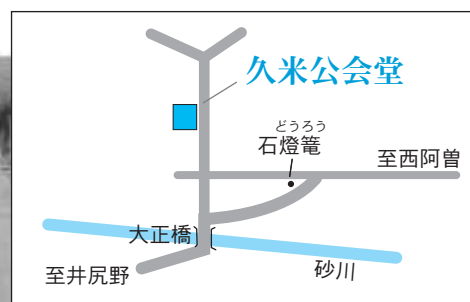 久米公会堂
どうろう
石燈籠
至西阿曽
大正橋
至井尻野
砂川